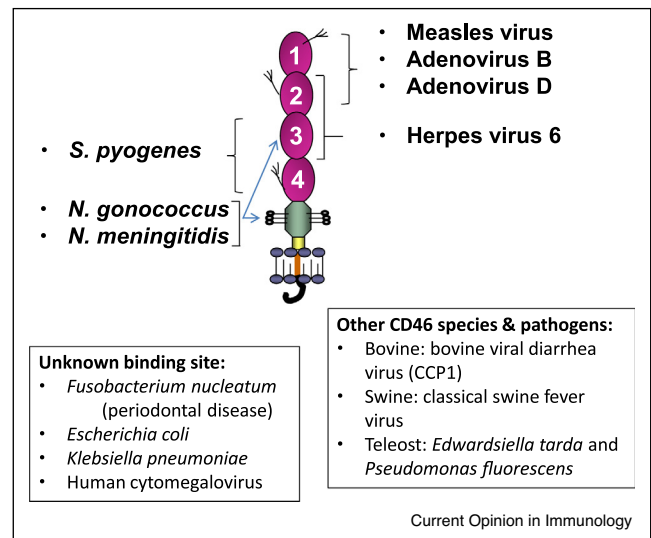 • Measles virus
• Adenovirus B
• Adenovirus D
• Herpes virus 6
1
2
3
4
• S. pyogenes
• N. gonococcus
• N. meningitidis
Unknown binding site:
• Fusobacterium nucleatum
(periodontal disease)
• Escherichia coli
• Klebsiella pneumoniae
• Human cytomegalovirus
Other CD46 species & pathogens:
• Bovine: bovine viral diarrhea
virus (CCP1)
• Swine: classical swine fever
virus
• Teleost: Edwardsiella tarda and
Pseudomonas fluorescens
Current Opinion in Immunology